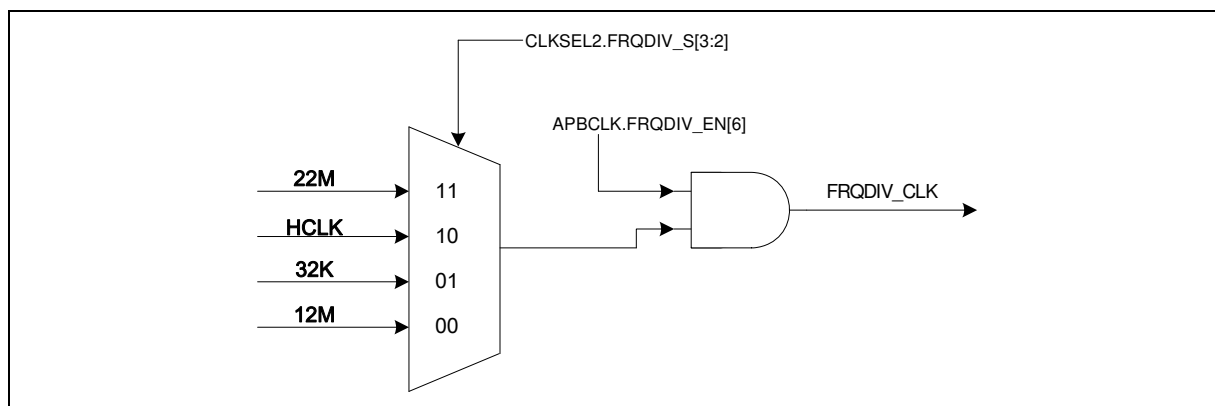 CLKSEL2.FRQDIV_S[3:2]
APBCLK.FRQDIV_EN[6]
22M
11
FRQDIV_CLK
HCLK
10
32K
01
12M
00